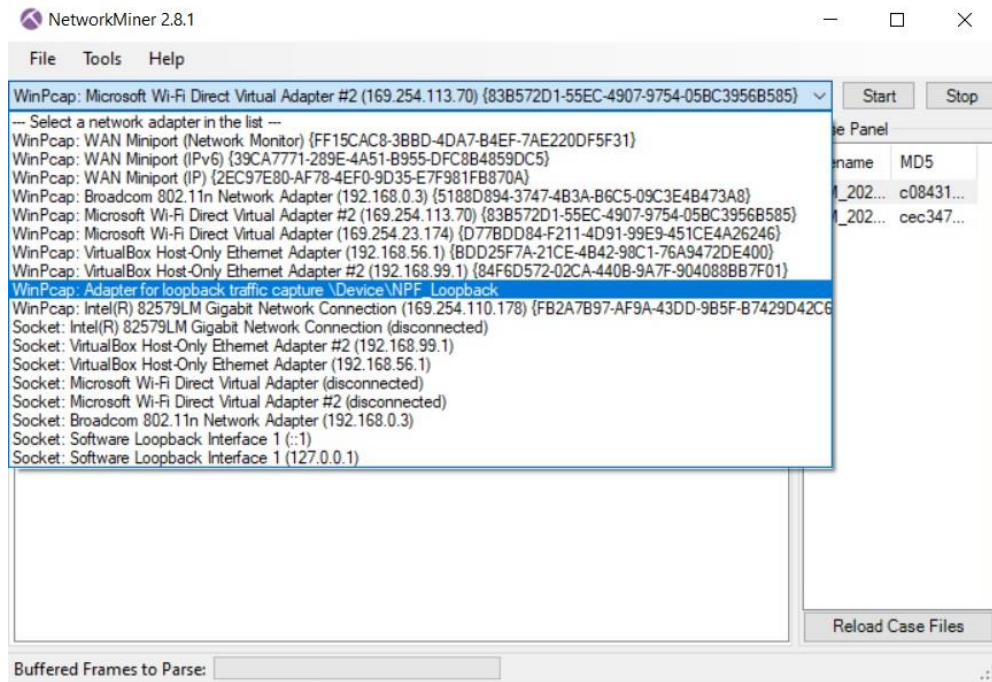 NetworkMiner 2.8.1
File Tools Help
WinPcap: Microsoft Wi-Fi Direct Virtual Adapter #2 (169.254.113.70) {83B572D1-55EC-4907-9754-05BC3956B585} Start Stop
--- Select a network adapter in the list ---
WinPcap: WAN Miniport (Network Monitor) {FF15CAC8-3BBD-4DA7-B4EF-7AE220DF5F31}
WinPcap: WAN Miniport (IPv6) {39CA7771-289E-4A51-B955-DFC8B4859DC5}
WinPcap: WAN Miniport (IP) {2EC97E80-AF78-4EF0-9D35-E7F981FB870A}
WinPcap: Broadcom 802.11n Network Adapter (192.168.0.3) {5188D894-3747-4B3A-B6C5-09C3E4B473A8}
WinPcap: Microsoft Wi-Fi Direct Virtual Adapter #2 (169.254.113.70) {83B572D1-55EC-4907-9754-05BC3956B585}
WinPcap: Microsoft Wi-Fi Direct Virtual Adapter (169.254.23.174) {D77BDD84-F211-4D91-99E9-451CE4A26246}
WinPcap: VirtualBox Host-Only Ethernet Adapter (192.168.56.1) {BDD25F7A-21CE-4B42-98C1-76A9472DE400}
WinPcap: VirtualBox Host-Only Ethernet Adapter #2 (192.168.99.1) {84F6D572-02CA-440B-9A7F-904088BB7F01}
WinPcap: Adapter for loopback traffic capture \Device\NPF_Loopback
WinPcap: Intel(R) 82579LM Gigabit Network Connection (169.254.110.178) {FB2A7B97-AF9A-43DD-9B5F-B7429D42C6
Socket: Intel(R) 82579LM Gigabit Network Connection (disconnected)
Socket: VirtualBox Host-Only Ethernet Adapter #2 (192.168.99.1)
Socket: VirtualBox Host-Only Ethernet Adapter (192.168.56.1)
Socket: Microsoft Wi-Fi Direct Virtual Adapter (disconnected)
Socket: Microsoft Wi-Fi Direct Virtual Adapter #2 (disconnected)
Socket: Broadcom 802.11n Network Adapter (192.168.0.3)
Socket: Software Loopback Interface 1 (::1)
Socket: Software Loopback Interface 1 (127.0.0.1)
se Panel
ename MD5
1_202... c08431...
1_202... cec347...
Reload Case Files
Buffered Frames to Parse: